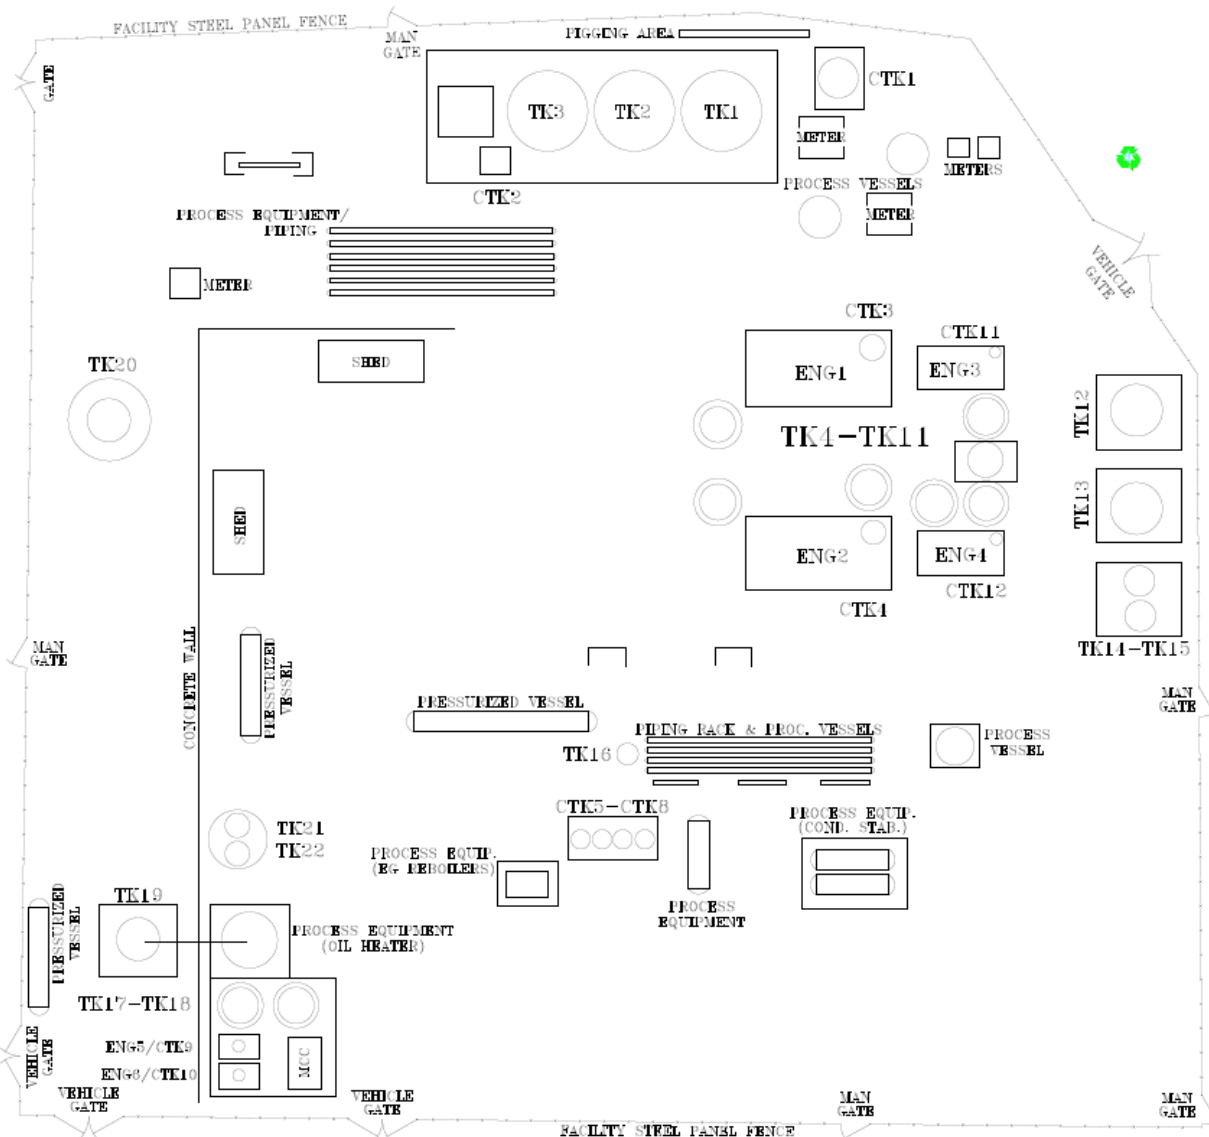 FACILITY STEEL PANEL FENCE
MAN
GATE
PIGGING AREA
GATE
CTK1
TK3
TK2
TK1
METER
METERS
CTK2
PROCESS VESSELS
METER
PROCESS EQUIPMENT/
PIPING
METER
VEHICLE
GATE
CTK3
CTK11
SHED
TK20
ENG1
ENG3
TK12
TK4-TK11
SHED
TK13
ENG2
ENG4
CTK12
CTK4
MAN
GATE
CONCRETE WALL
PRESSURIZED
VESSEL
TK14-TK15
PRESSURIZED VESSEL
MAN
GATE
PIPING RACK & PROC. VESSELS
PROCESS
VESSEL
TK16
CTK5-CTK8
PROCESS EQUIP.
(COND. STAB.)
TK21
TK22
PROCESS EQUIP.
(EG REBOILERS)
TK19
PRESSURIZED
VESSEL
PROCESS
EQUIPMENT
PROCESS EQUIPMENT
(OIL HEATER)
TK17-TK18
ENG5/CTK9
ENG6/CTK10
MCC
VEHICLE
GATE
VEHICLE
GATE
VEHICLE
GATE
MAN
GATE
MAN
GATE
FACILITY STEEL PANEL FENCE